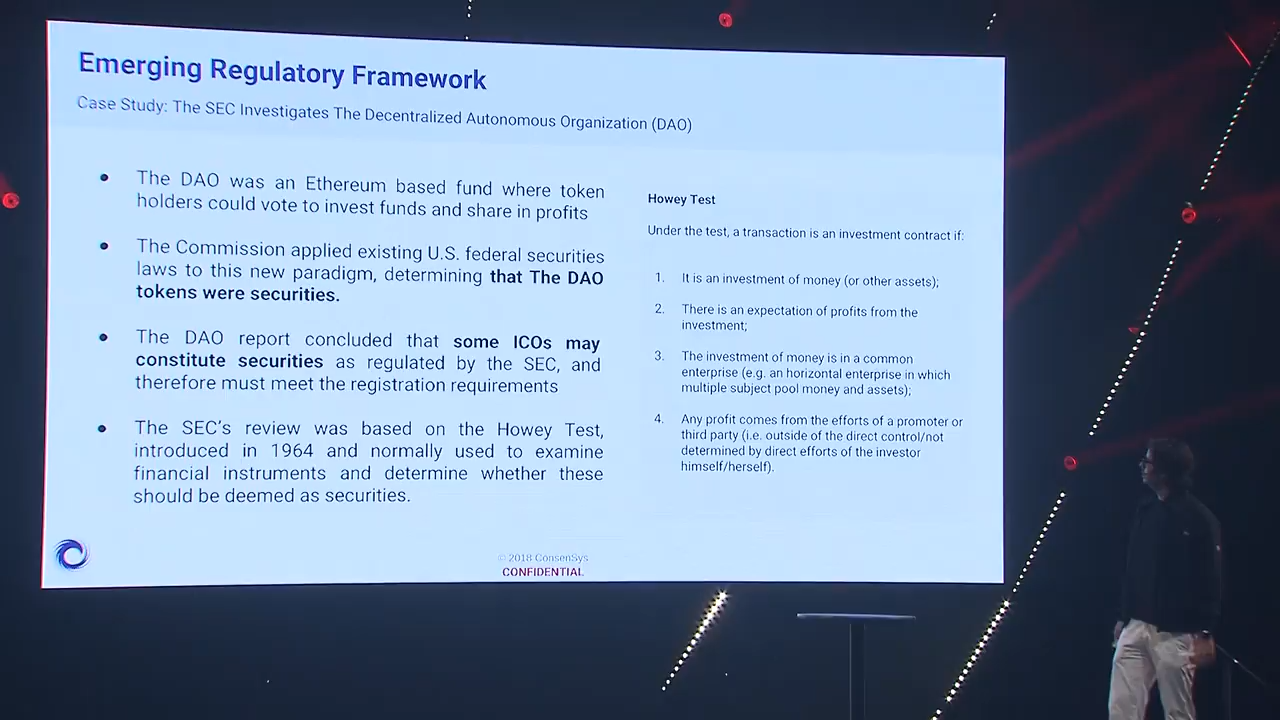 Emerging Regulatory Framework
Case Study: The SEC Investigates The Decentralized Autonomous Organization (DAO)
• The DAO was an Ethereum based fund where token
holders could vote to invest funds and share in profits
• The Commission applied existing U.S. federal securities
laws to this new paradigm, determining that The DAO
tokens were securities.
• The DAO report concluded that some ICOs may
constitute securities as regulated by the SEC, and
therefore must meet the registration requirements
• The SEC's review was based on the Howey Test,
introduced in 1964 and normally used to examine
financial instruments and determine whether these
should be deemed as securities.
Howey Test
Under the test, a transaction is an investment contract if:
1. It is an investment of money (or other assets);
2. There is an expectation of profits from the
investment;
3. The investment of money is in a common
enterprise (e.g. an horizontal enterprise in which
multiple subject pool money and assets);
4. Any profit comes from the efforts of a promoter or
third party (i.e. outside of the direct control/not
determined by direct efforts of the investor
himself/herself).
© 2018 ConsenSys
CONFIDENTIAL